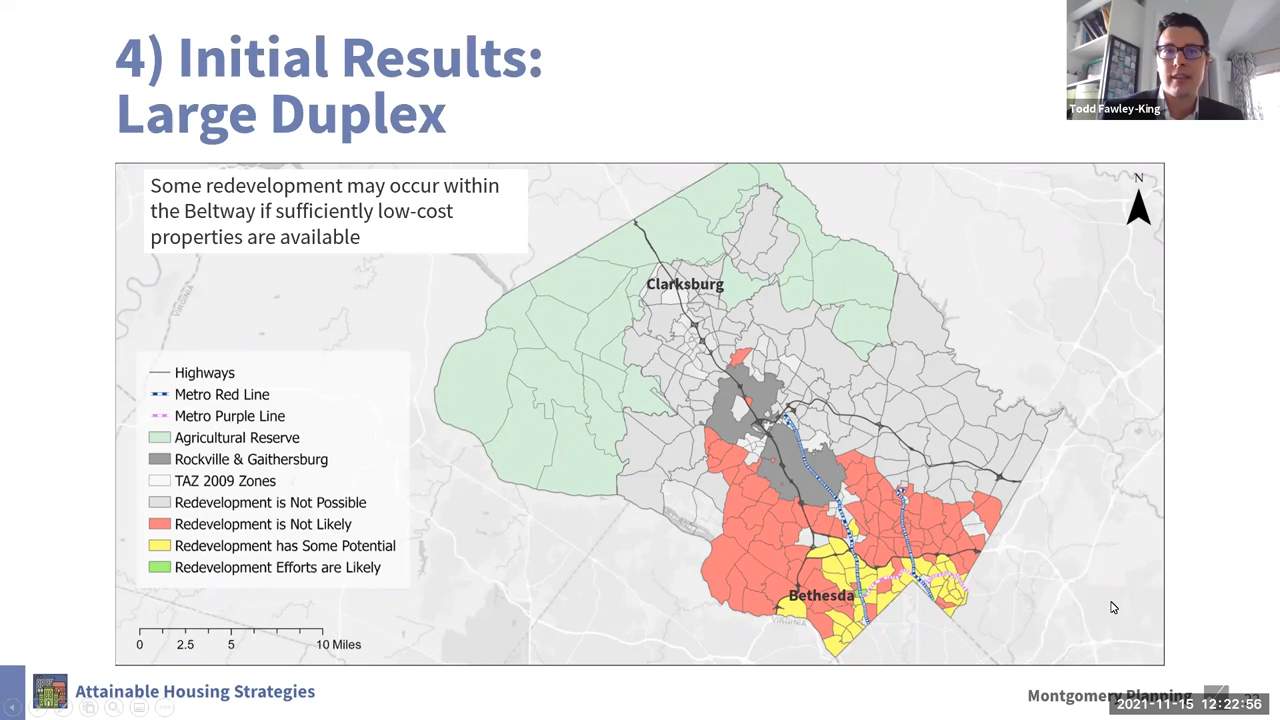 4) Initial Results:
Large Duplex
Todd Fawley-King
Some redevelopment may occur within
the Beltway if sufficiently low-cost
properties are available
N
VIRGINIA
Clarksburg
Highways
Metro Red Line
Metro Purple Line
Agricultural Reserve
Rockville & Gaithersburg
TAZ 2009 Zones
Redevelopment is Not Possible
Redevelopment is Not Likely
Redevelopment has Some Potential
Redevelopment Efforts are Likely
Bethesda
VIRGINIA
0 2.5 5 10 Miles
Attainable Housing Strategies
Montgomery Planning
2021-11-15 12:22:56